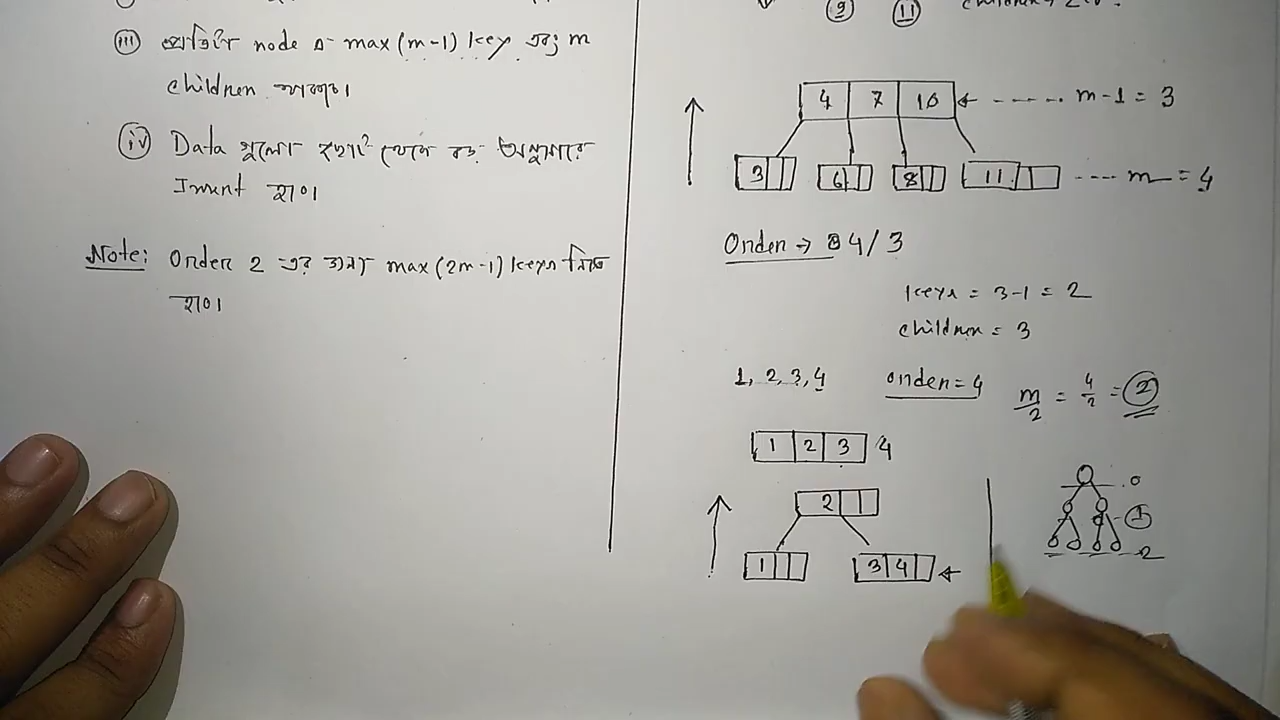 (iii) প্রতিটি node এ max (m-1) key এবং m
children থাকবে।
(iv) Data গুলো ছোট থেকে বড় অনুসারে
Insert হবে।
Note: Order 2 এর জন্য max (2m-1) keys নিতে
হবে।
9 11
4 7 10 ← ----- m-1 = 3
3 6 8 11 ---- m = 4
Order → 4/3
keys = 3-1 = 2
children = 3
1, 2, 3, 4 order = 4 m/2 = 4/2 = 2
1 2 3 4
2
1 3 4
0
1
2